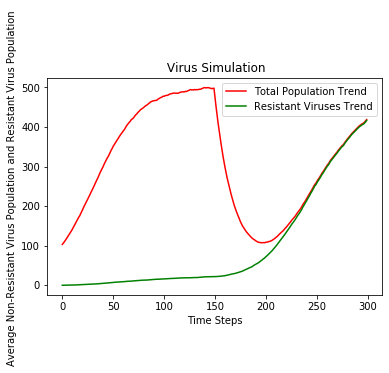 Virus Simulation
Total Population Trend
Resistant Viruses Trend
Average Non-Resistant Virus Population and Resistant Virus Population
500
400
300
200
100
0
0 50 100 150 200 250 300
Time Steps